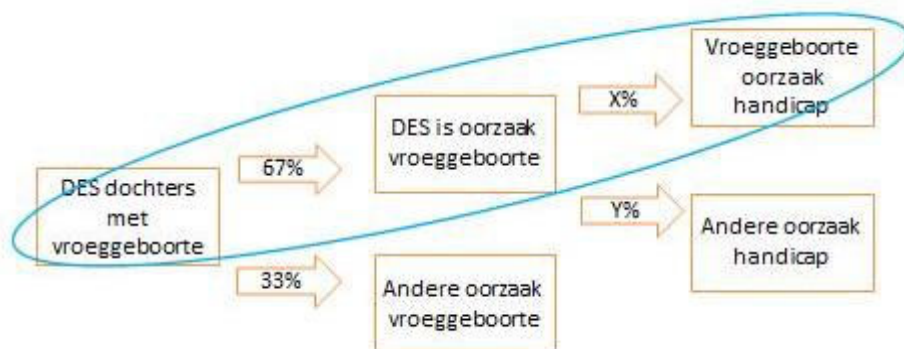 Vroeggeboorte
oorzaak
handicap
X%
DES is oorzaak
vroeggeboorte
67%
DES dochters
met
vroeggeboorte
Y%
Andere oorzaak
handicap
33%
Andere oorzaak
vroeggeboorte